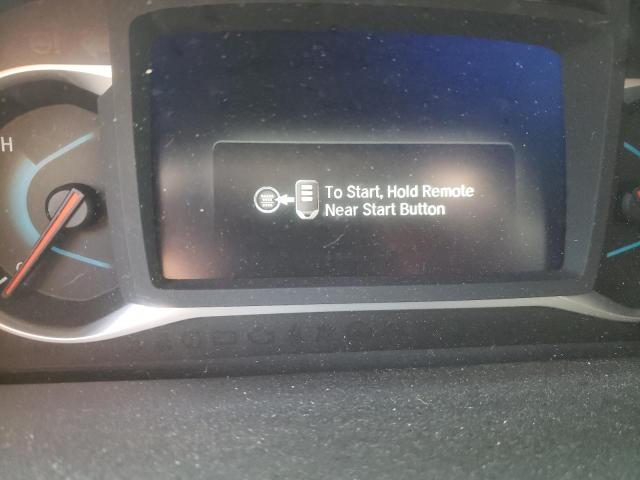 H
To Start, Hold Remote
Near Start Button